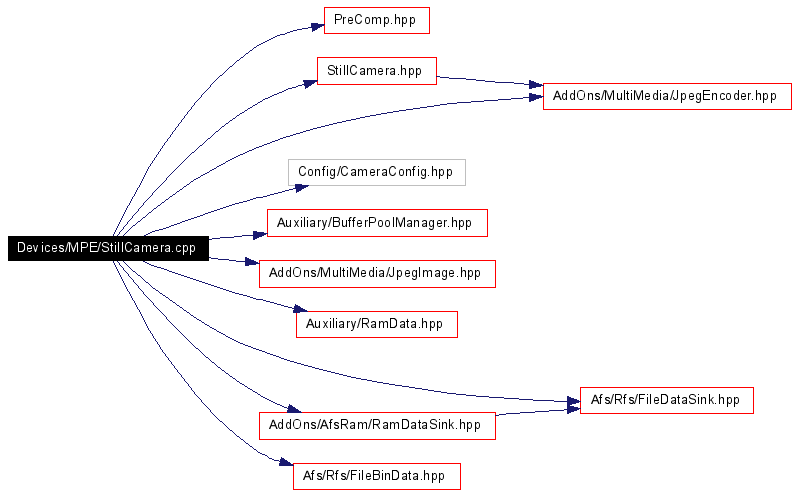 PreComp.hpp
StillCamera.hpp
AddOns/MultiMedia/JpegEncoder.hpp
Config/CameraConfig.hpp
Auxiliary/BufferPoolManager.hpp
Devices/MPE/StillCamera.cpp
AddOns/MultiMedia/JpegImage.hpp
Auxiliary/RamData.hpp
Afs/Rfs/FileDataSink.hpp
AddOns/AfsRam/RamDataSink.hpp
Afs/Rfs/FileBinData.hpp